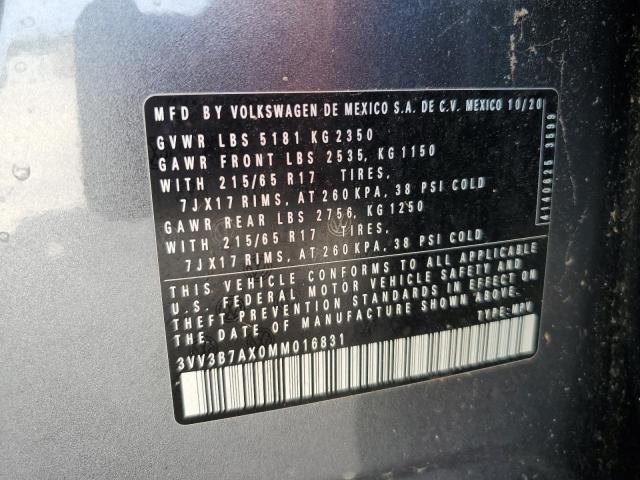 MFD BY VOLKSWAGEN DE MEXICO S.A. DE C.V. MEXICO 10/20
GVWR LBS 5181 KG 2350
GAWR FRONT LBS 2535, KG 1150
WITH 215/65 R17 TIRES,
7JX17 RIMS, AT 260 KPA, 38 PSI COLD
GAWR REAR LBS 2756, KG 1250
WITH 215/65 R17 TIRES,
7JX17 RIMS, AT 260 KPA, 38 PSI COLD
THIS VEHICLE CONFORMS TO ALL APPLICABLE
U.S. FEDERAL MOTOR VEHICLE SAFETY AND
THEFT PREVENTION STANDARDS IN EFFECT ON
THE DATE OF MANUFACTURE SHOWN ABOVE.
TYPE: MPV
3VV3B7AX0MM016831